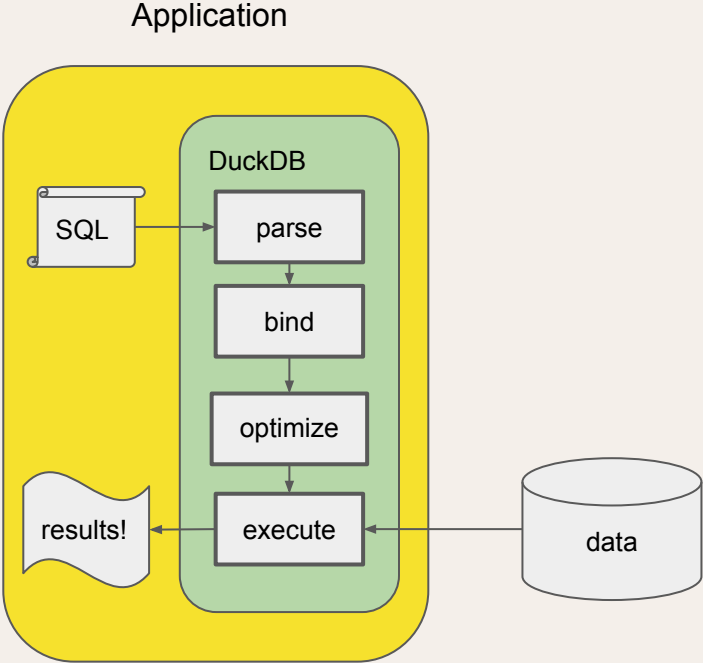 Application
DuckDB
SQL
parse
bind
optimize
results!
execute
data